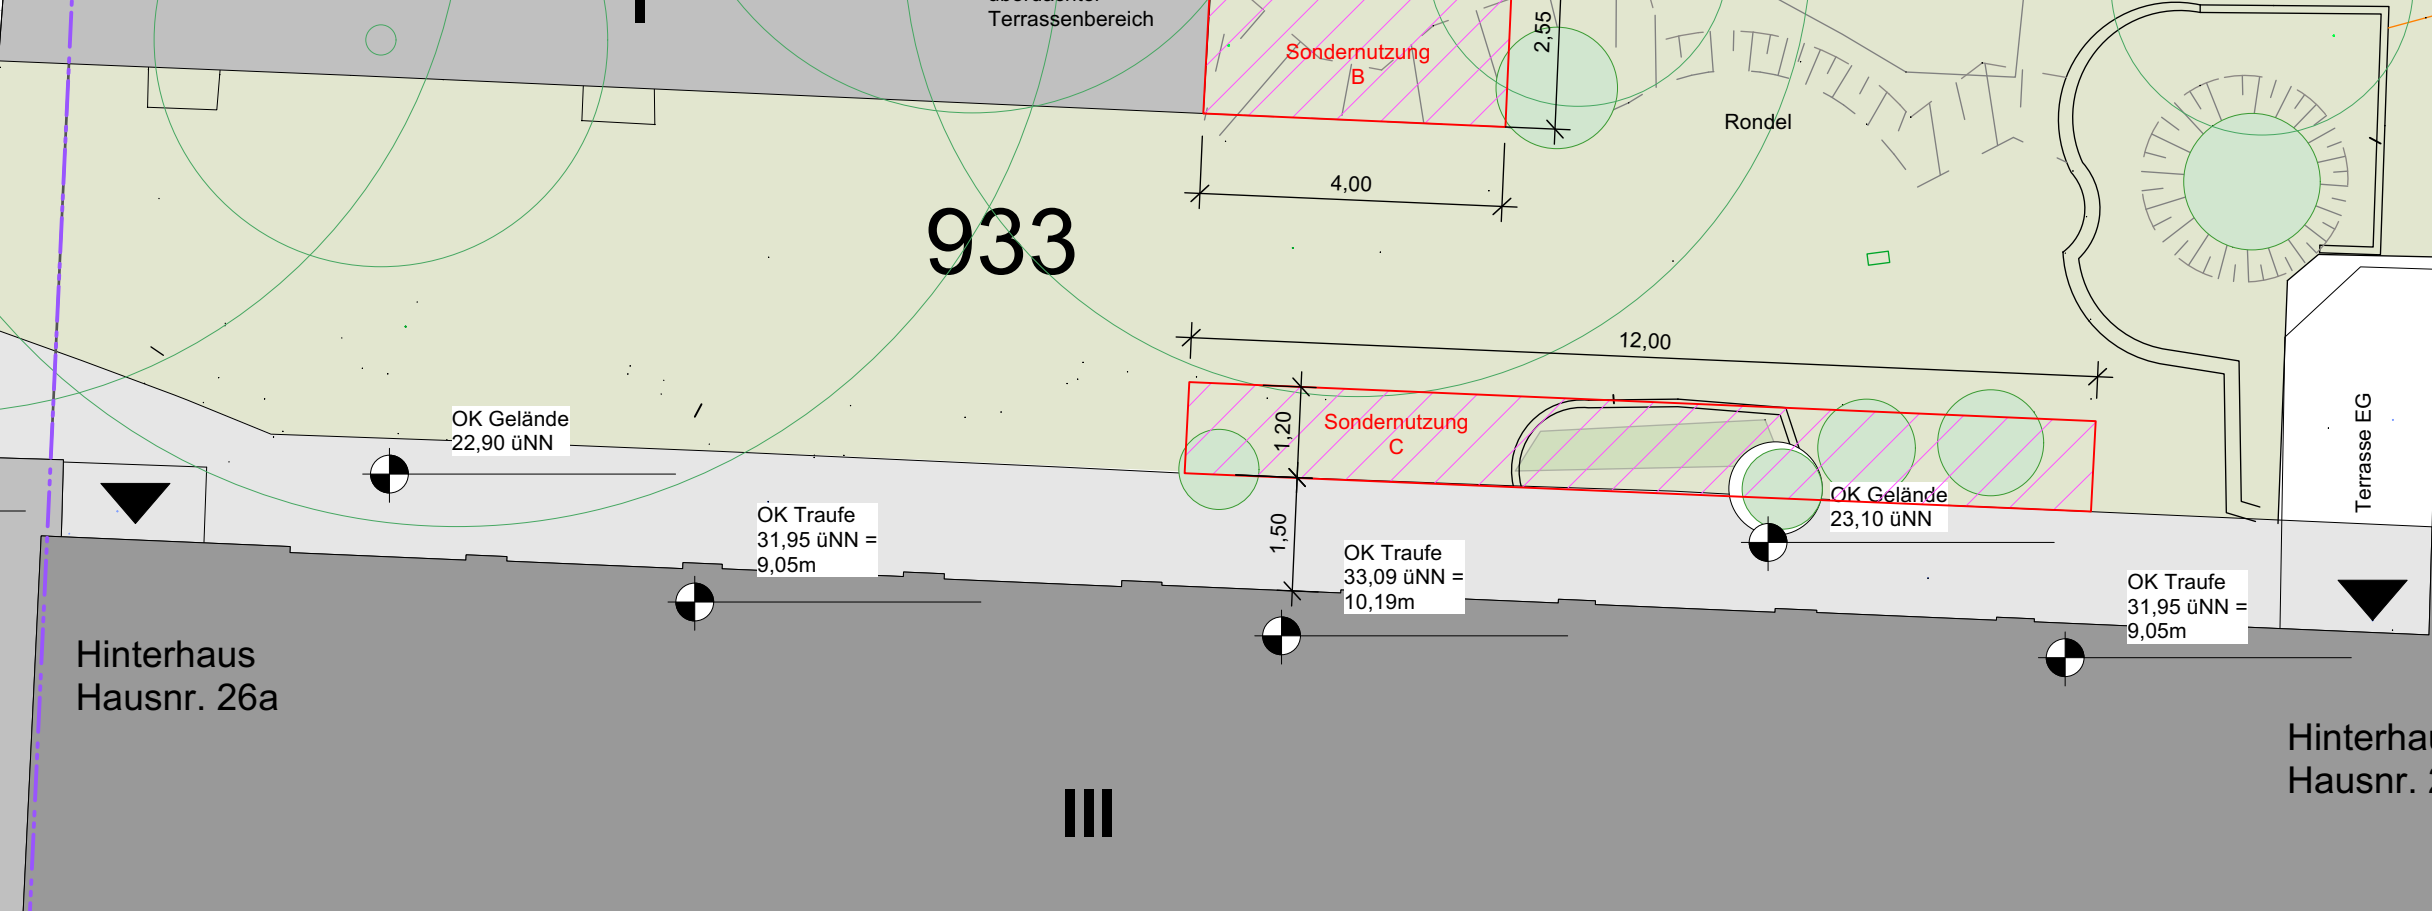 Terrassenbereich
2,55
Sondernutzung
B
Rondel
4,00
933
12,00
OK Gelände
22,90 üNN
1,20
Sondernutzung
C
Terrasse EG
OK Gelände
23,10 üNN
OK Traufe
31,95 üNN =
9,05m
1,50
OK Traufe
33,09 üNN =
10,19m
OK Traufe
31,95 üNN =
9,05m
Hinterhaus
Hausnr. 26a
Hausnr.
III